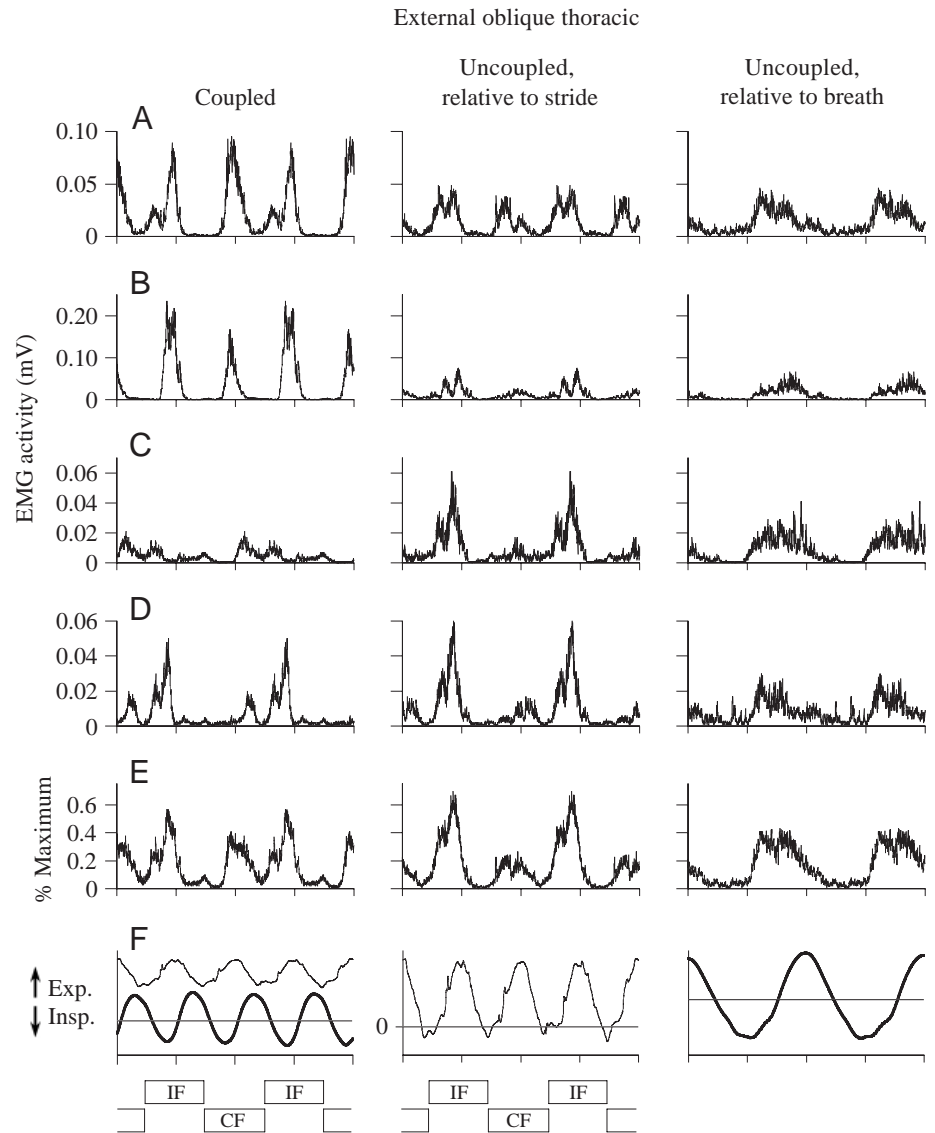 External oblique thoracic
Coupled
Uncoupled,
relative to stride
Uncoupled,
relative to breath
A
0.10
0.05
0
B
0.20
0.10
0
C
0.06
0.04
0.02
0
D
0.06
0.04
0.02
0
E
0.6
0.4
0.2
0
EMG activity (mV)
% Maximum
F
Exp.
Insp.
0
IF IF
CF
IF IF
CF